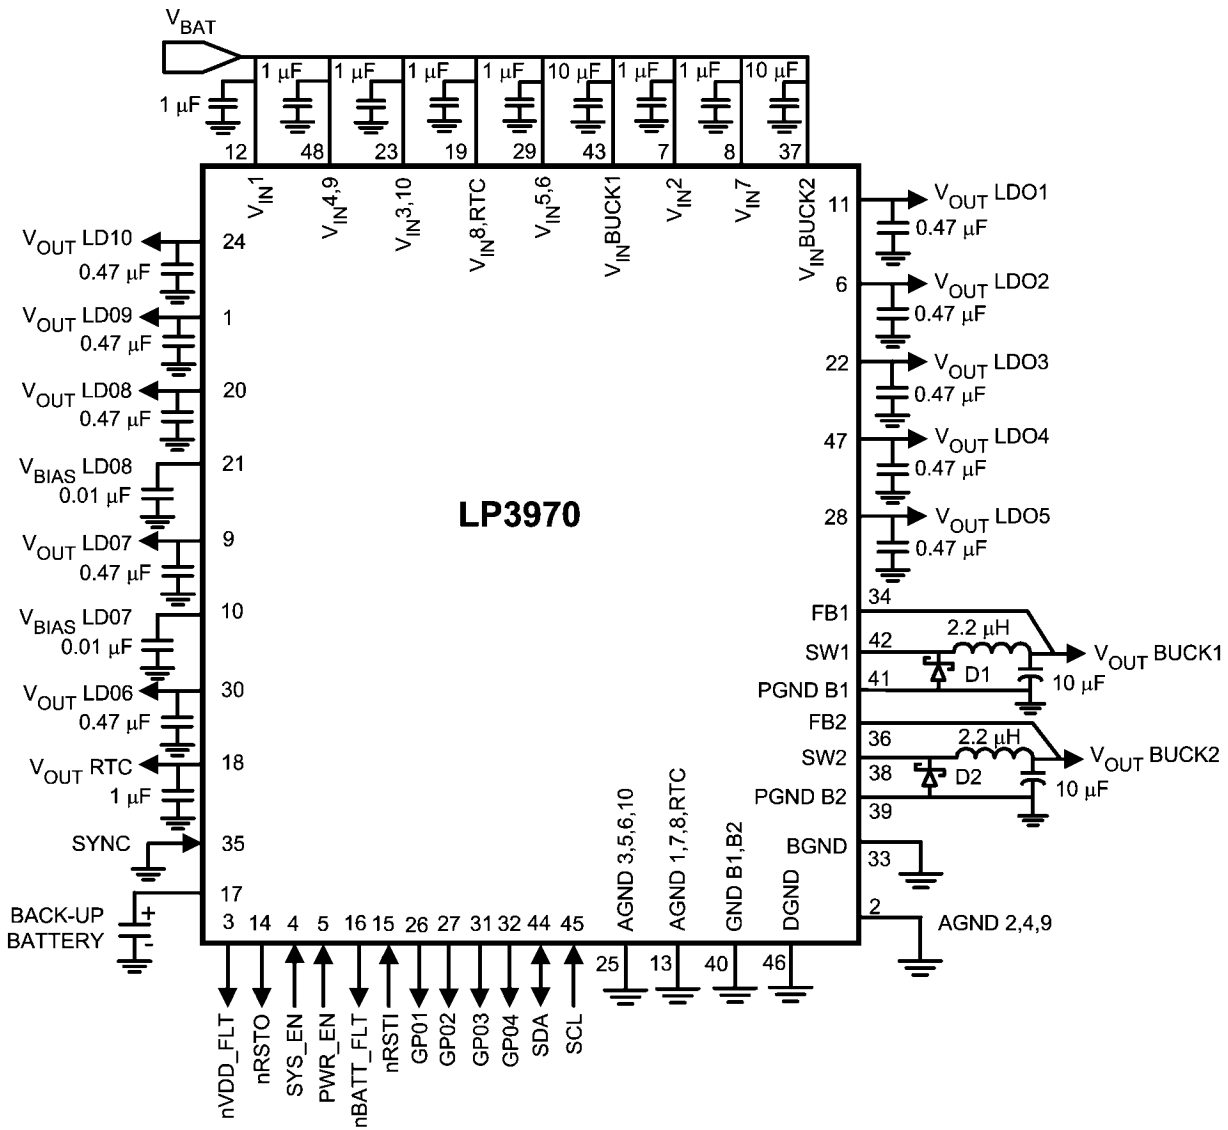 VBAT
1 µF
1 µF
1 µF
1 µF
1 µF
10 µF
1 µF
1 µF
10 µF
12
48
23
19
29
43
7
8
37
VIN1
VIN4,9
VIN3,10
VIN8,RTC
VIN5,6
VINBUCK1
VIN2
VIN7
VINBUCK2
VOUT LD10
24
0.47 µF
VOUT LD09
1
0.47 µF
VOUT LD08
20
0.47 µF
VBIAS LD08
21
0.01 µF
VOUT LD07
9
0.47 µF
VBIAS LD07
10
0.01 µF
VOUT LD06
30
0.47 µF
VOUT RTC
18
1 µF
SYNC
35
17
BACK-UP
BATTERY
+
-
LP3970
11
VOUT LDO1
0.47 µF
6
VOUT LDO2
0.47 µF
22
VOUT LDO3
0.47 µF
47
VOUT LDO4
0.47 µF
28
VOUT LDO5
0.47 µF
34
FB1
2.2 µH
SW1
42
VOUT BUCK1
D1
10 µF
PGND B1
41
FB2
36
2.2 µH
SW2
38
VOUT BUCK2
D2
10 µF
PGND B2
39
BGND
33
2
AGND 2,4,9
AGND 3,5,6,10
AGND 1,7,8,RTC
GND B1,B2
DGND
3
14
4
5
16
15
26
27
31
32
44
45
25
13
40
46
nVDD_FLT
nRSTO
SYS_EN
PWR_EN
nBATT_FLT
nRSTI
GP01
GP02
GP03
GP04
SDA
SCL